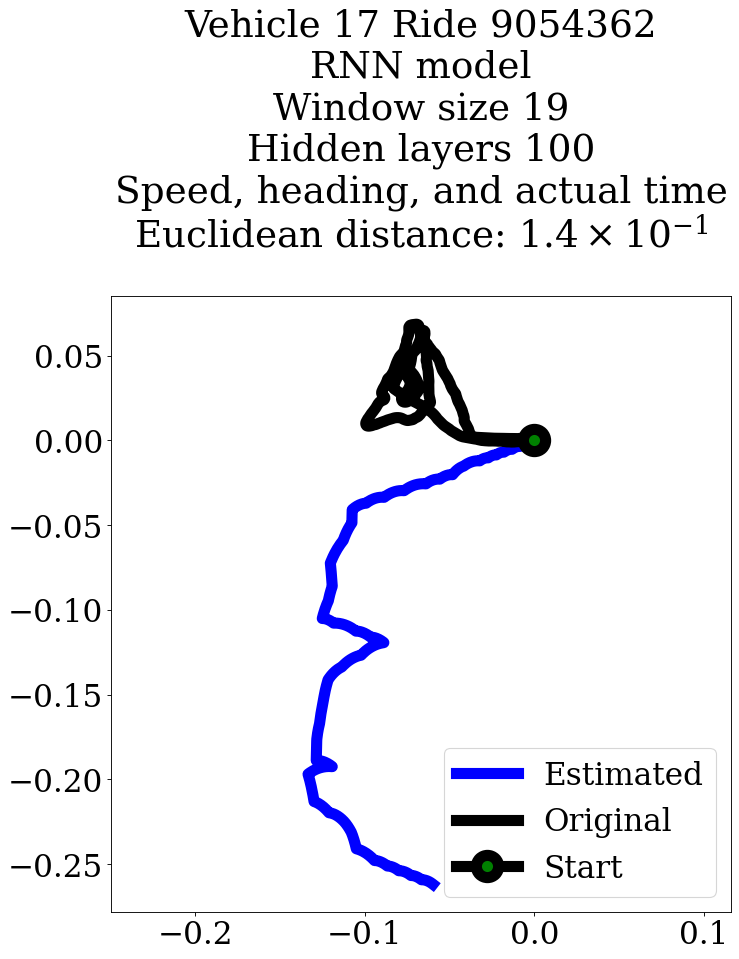 Vehicle 17 Ride 9054362
RNN model
Window size 19
Hidden layers 100
Speed, heading, and actual time
Euclidean distance: 1.4 × 10⁻¹
0.05
0.00
−0.05
−0.10
−0.15
−0.20
−0.25
Estimated
Original
Start
−0.2 −0.1 0.0 0.1